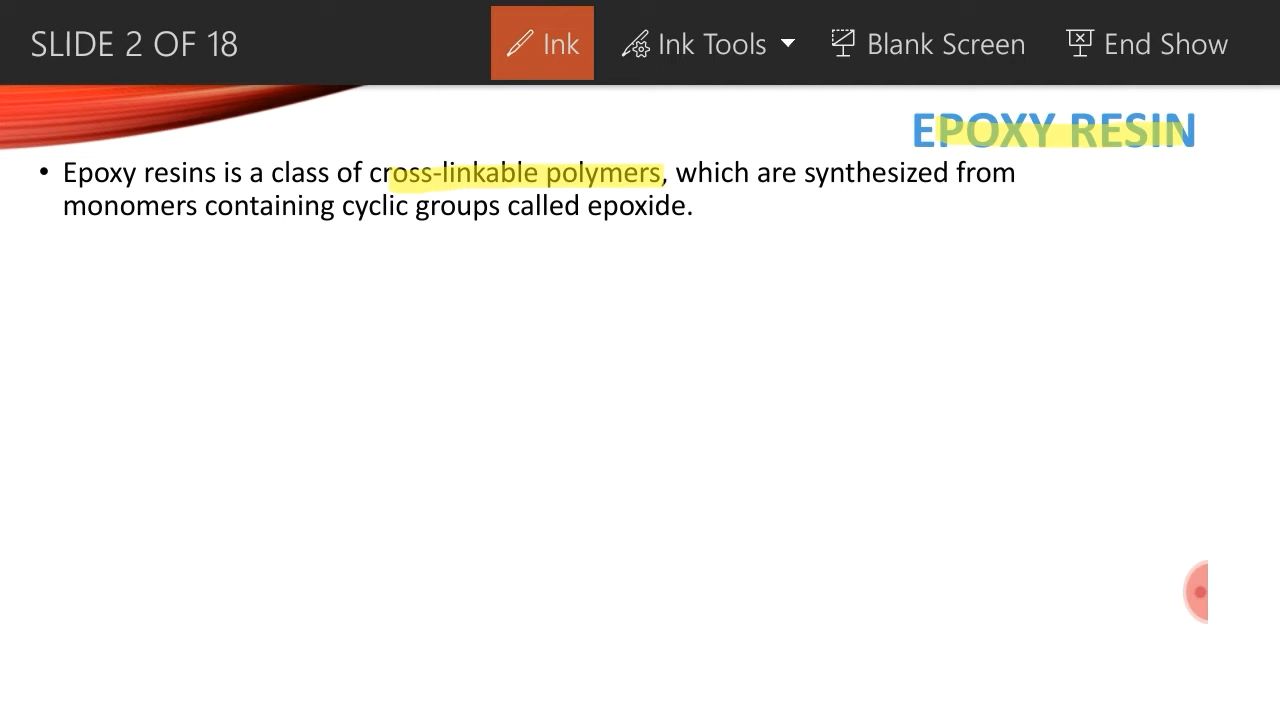 SLIDE 2 OF 18 Ink Ink Tools Blank Screen End Show
EPOXY RESIN
• Epoxy resins is a class of cross-linkable polymers, which are synthesized from
monomers containing cyclic groups called epoxide.